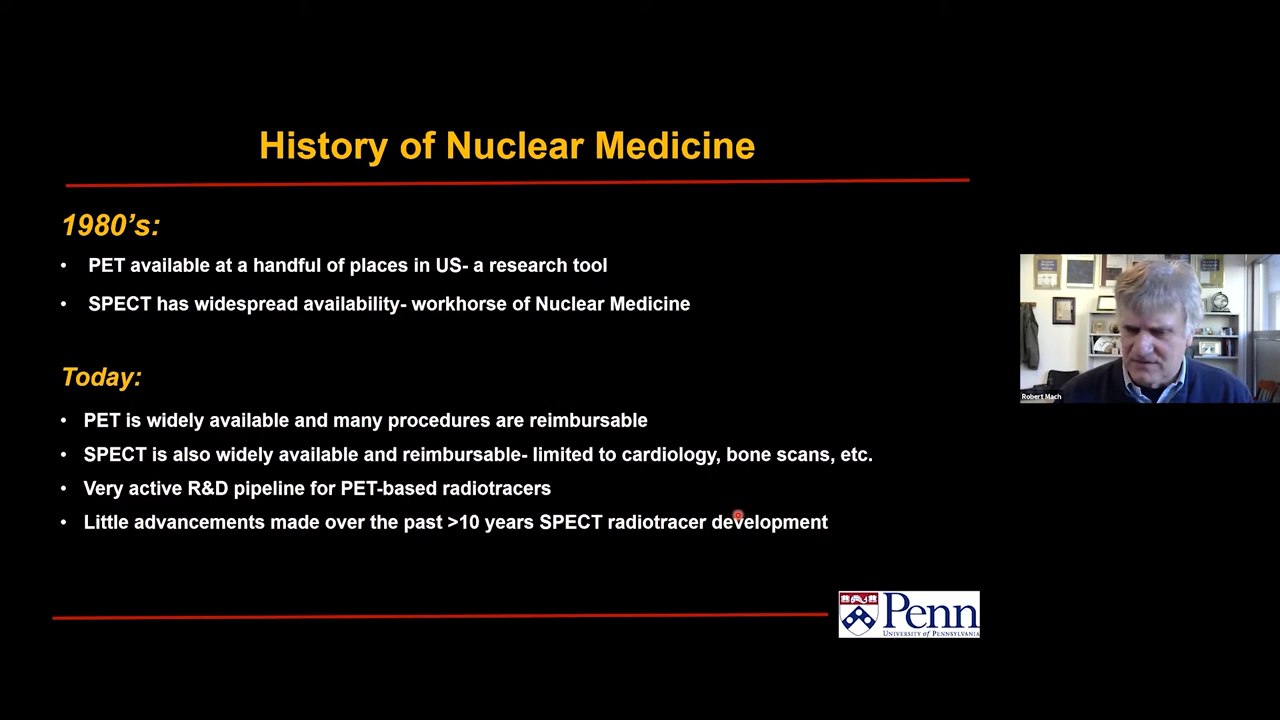 History of Nuclear Medicine
1980's:
• PET available at a handful of places in US- a research tool
• SPECT has widespread availability- workhorse of Nuclear Medicine
Today:
• PET is widely available and many procedures are reimbursable
• SPECT is also widely available and reimbursable- limited to cardiology, bone scans, etc.
• Very active R&D pipeline for PET-based radiotracers
• Little advancements made over the past >10 years SPECT radiotracer development
Robert Mach
Penn
UNIVERSITY of PENNSYLVANIA